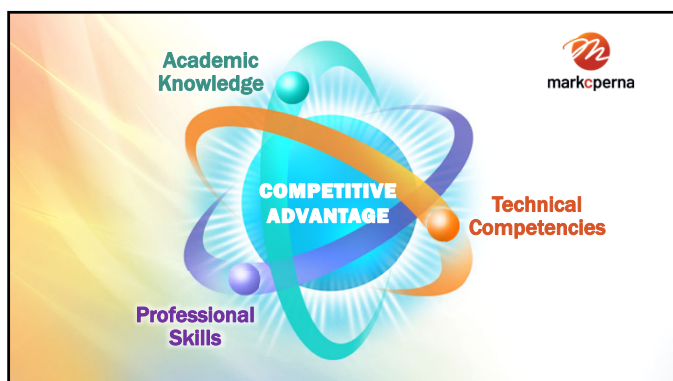 Academic
Knowledge
markcperna
COMPETITIVE
ADVANTAGE
Technical
Competencies
Professional
Skills